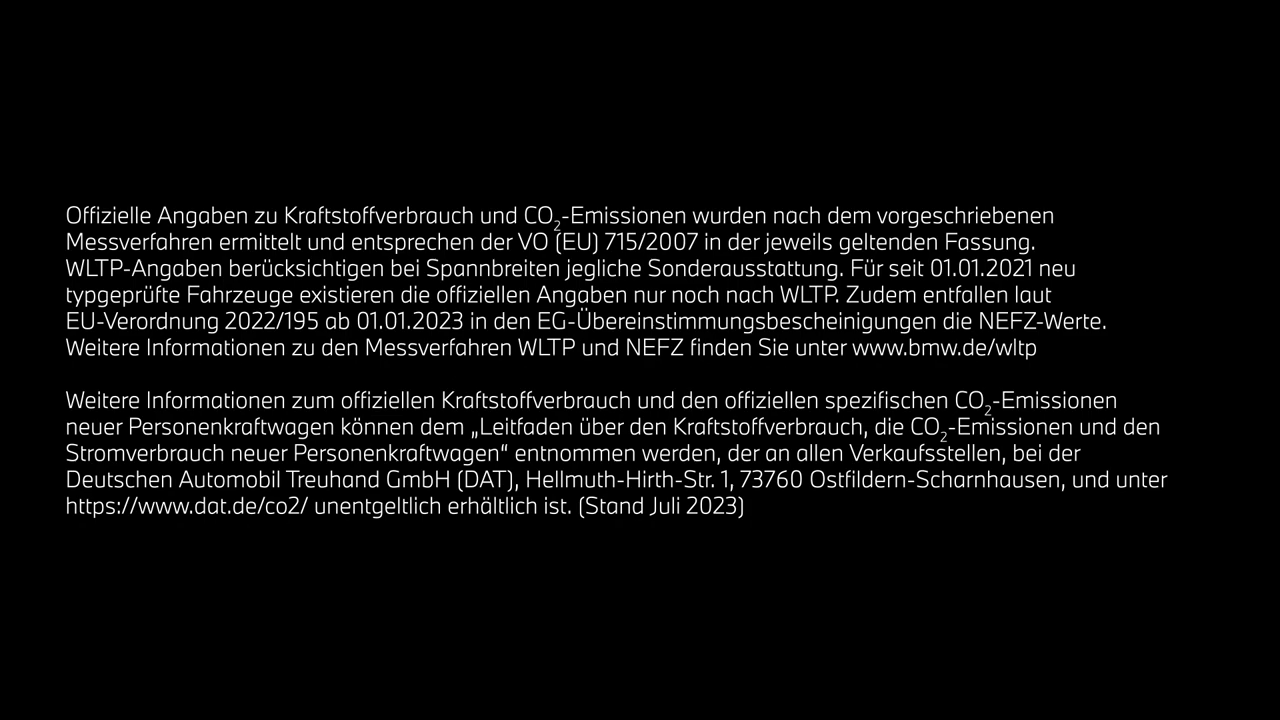 Offizielle Angaben zu Kraftstoffverbrauch und CO₂-Emissionen wurden nach dem vorgeschriebenen
Messverfahren ermittelt und entsprechen der VO (EU) 715/2007 in der jeweils geltenden Fassung.
WLTP-Angaben berücksichtigen bei Spannbreiten jegliche Sonderausstattung. Für seit 01.01.2021 neu
typgeprüfte Fahrzeuge existieren die offiziellen Angaben nur noch nach WLTP. Zudem entfallen laut
EU-Verordnung 2022/195 ab 01.01.2023 in den EG-Übereinstimmungsbescheinigungen die NEFZ-Werte.
Weitere Informationen zu den Messverfahren WLTP und NEFZ finden Sie unter www.bmw.de/wltp
Weitere Informationen zum offiziellen Kraftstoffverbrauch und den offiziellen spezifischen CO₂-Emissionen
neuer Personenkraftwagen können dem „Leitfaden über den Kraftstoffverbrauch, die CO₂-Emissionen und den
Stromverbrauch neuer Personenkraftwagen“ entnommen werden, der an allen Verkaufsstellen, bei der
Deutschen Automobil Treuhand GmbH (DAT), Hellmuth-Hirth-Str. 1, 73760 Ostfildern-Scharnhausen, und unter
https://www.dat.de/co2/ unentgeltlich erhältlich ist. (Stand Juli 2023)